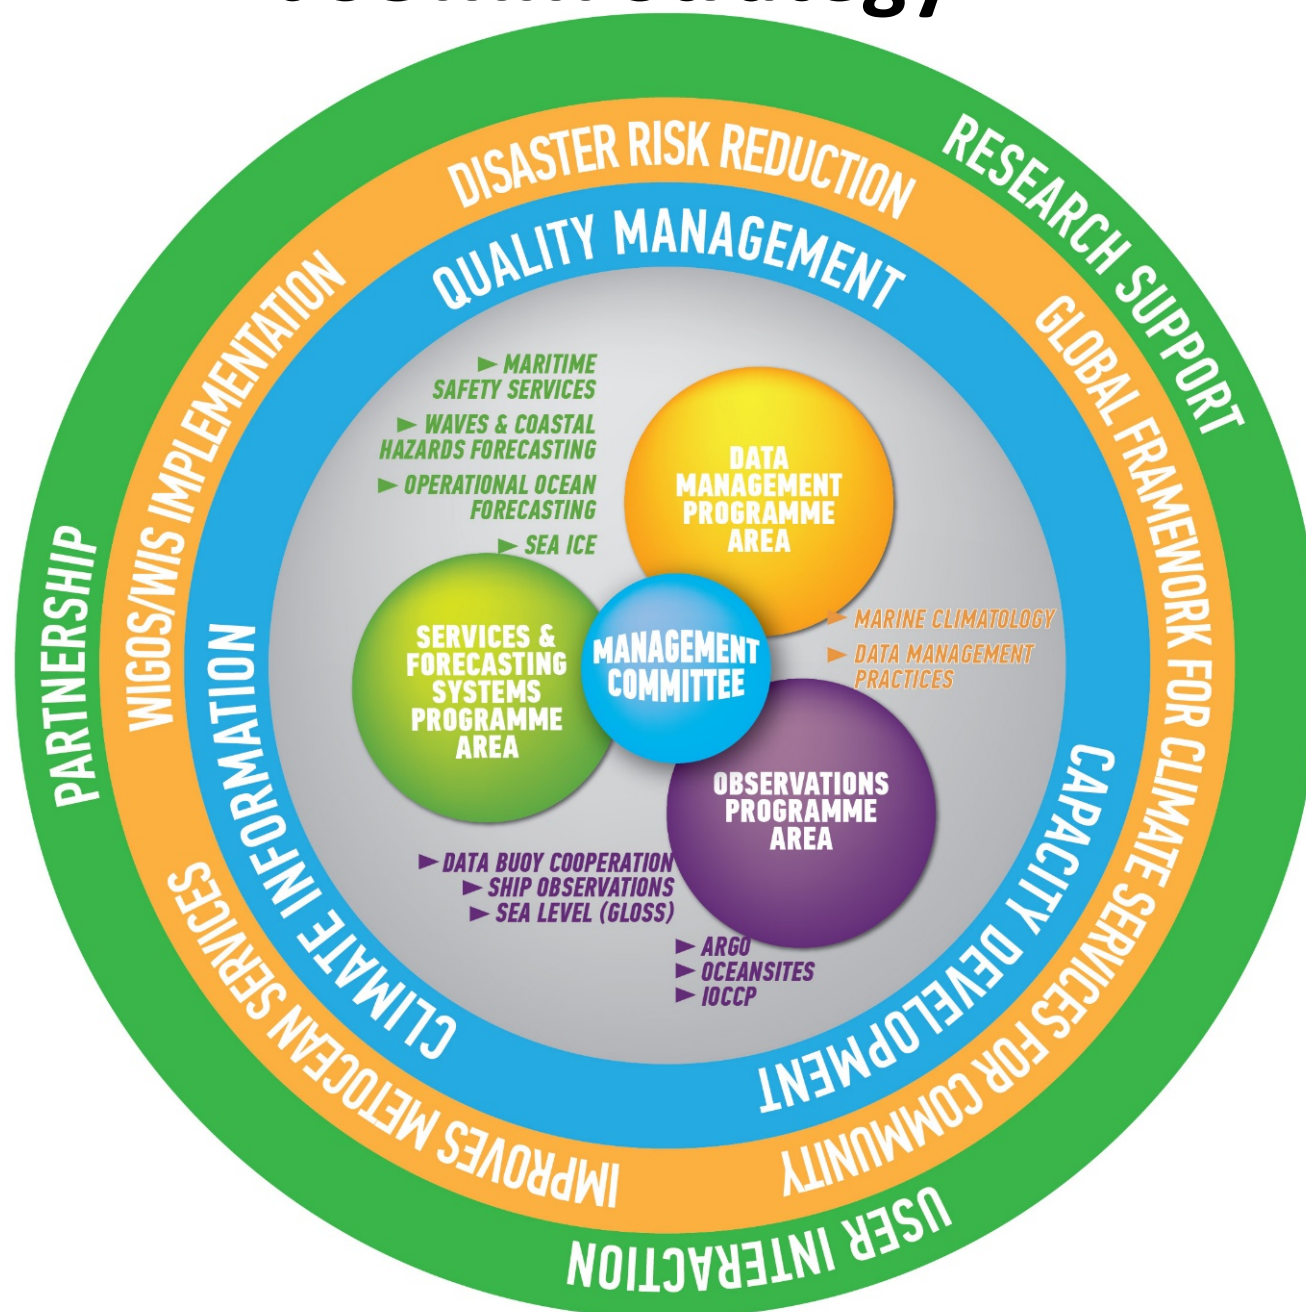 Strategy
RESEARCH SUPPORT
PARTNERSHIP
USER INTERACTION
DISASTER RISK REDUCTION
WIGOS/WIS IMPLEMENTATION
GLOBAL FRAMEWORK FOR CLIMATE SERVICES FOR COMMUNITY
IMPROVES METOCEAN SERVICES
QUALITY MANAGEMENT
CLIMATE INFORMATION
CAPACITY DEVELOPMENT
► MARITIME
SAFETY SERVICES
► WAVES & COASTAL
HAZARDS FORECASTING
► OPERATIONAL OCEAN
FORECASTING
► SEA ICE
DATA
MANAGEMENT
PROGRAMME
AREA
► MARINE CLIMATOLOGY
► DATA MANAGEMENT
PRACTICES
SERVICES &
FORECASTING
SYSTEMS
PROGRAMME
AREA
MANAGEMENT
COMMITTEE
OBSERVATIONS
PROGRAMME
AREA
► DATA BUOY COOPERATION
► SHIP OBSERVATIONS
► SEA LEVEL (GLOSS)
► ARGO
► OCEANSITES
► IOCCP